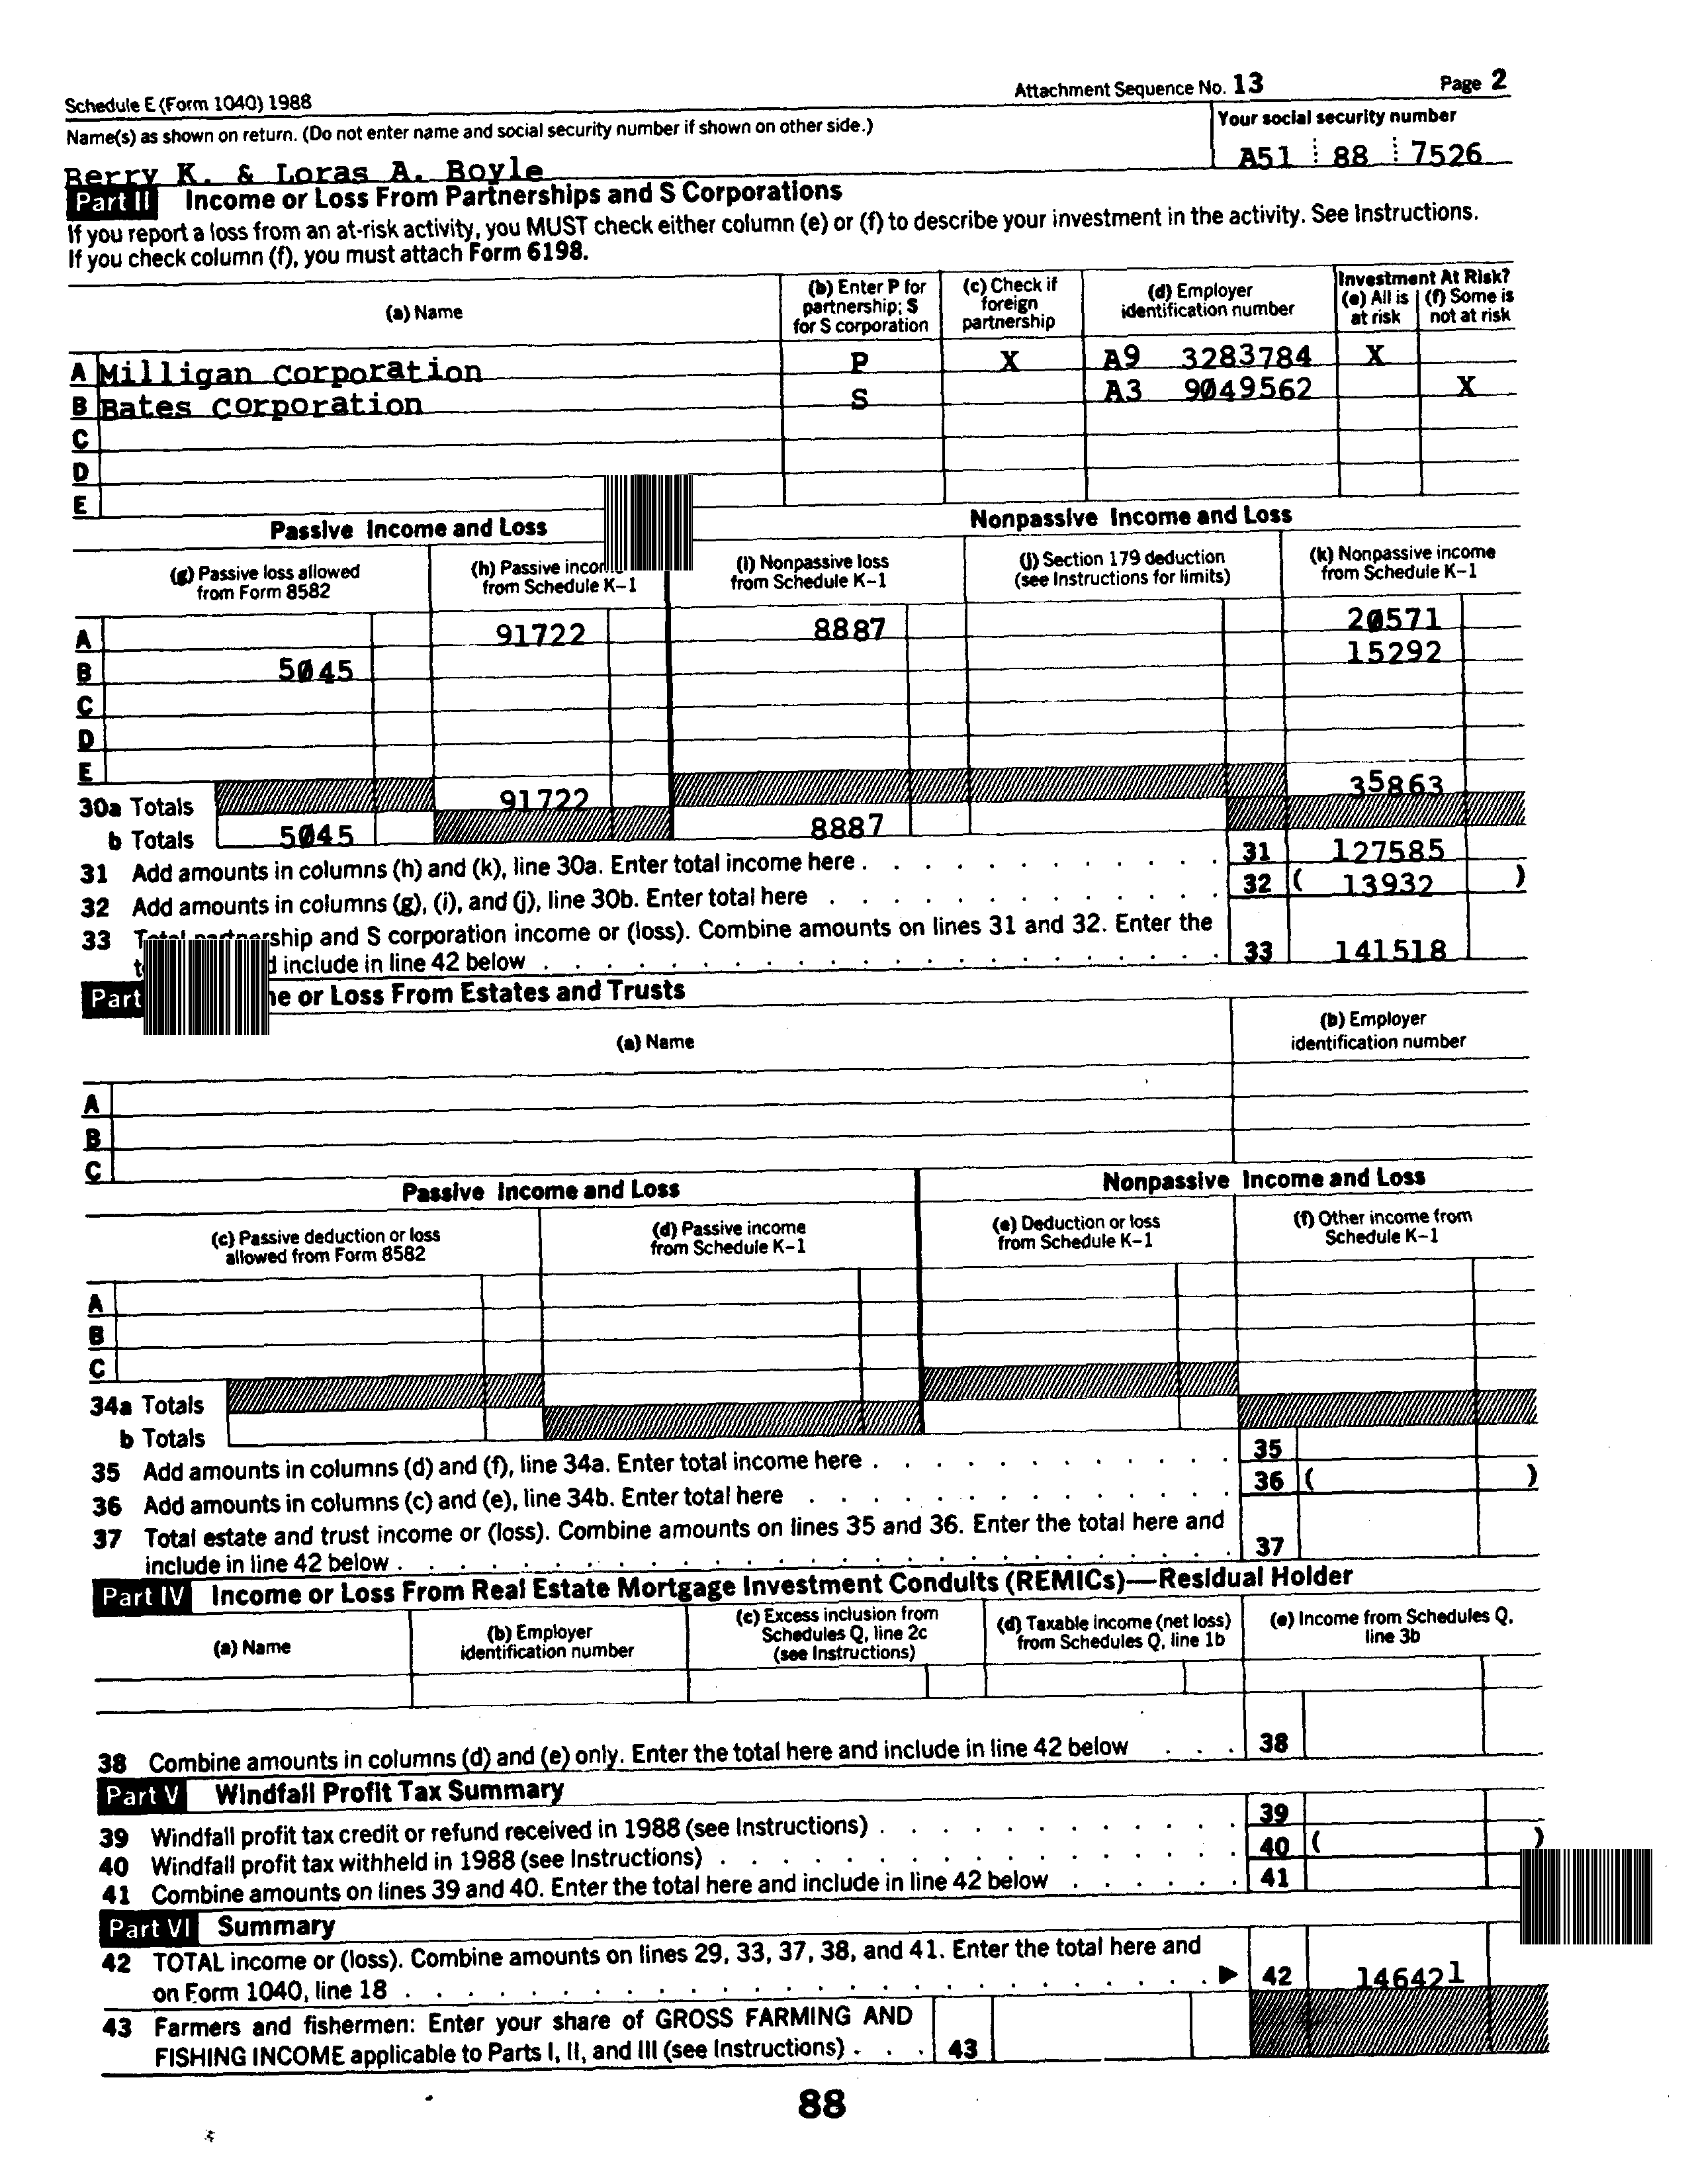 Schedule E (Form 1040) 1988 Attachment Sequence No. 13 Page 2
Name(s) as shown on return. (Do not enter name and social security number if shown on other side.) Your social security number
Berry K. & Loras A. Boyle A51 88 7526
Part II Income or Loss From Partnerships and S Corporations
If you report a loss from an at-risk activity, you MUST check either column (e) or (f) to describe your investment in the activity. See Instructions.
If you check column (f), you must attach Form 6198.
(a) Name
(b) Enter P for
partnership; S
for S corporation
(c) Check if
foreign
partnership
(d) Employer
identification number
Investment At Risk?
(e) All is
at risk
(f) Some is
not at risk
A Milligan Corporation P X A9 3283784 X
B Bates Corporation S A3 9049562 X
C
D
E
Passive Income and Loss Nonpassive Income and Loss
(g) Passive loss allowed
from Form 8582
(h) Passive
from Schedule K-1
(i) Nonpassive loss
from Schedule K-1
(j) Section 179 deduction
(see Instructions for limits)
(k) Nonpassive income
from Schedule K-1
A 91722 8887 20571
B 5045 15292
C
D
E
30a Totals 91722 35863
b Totals 5045 8887
31 Add amounts in columns (h) and (k), line 30a. Enter total income here 31 127585
32 Add amounts in columns (g), (i), and (j), line 30b. Enter total here 32 ( 13932 )
33 Total partnership and S corporation income or (loss). Combine amounts on lines 31 and 32. Enter the
include in line 42 below 33 141518
Part or Loss From Estates and Trusts
(a) Name
(b) Employer
identification number
A
B
C
Passive Income and Loss Nonpassive Income and Loss
(c) Passive deduction or loss
allowed from Form 8582
(d) Passive income
from Schedule K-1
(e) Deduction or loss
from Schedule K-1
(f) Other income from
Schedule K-1
A
B
C
34a Totals
b Totals
35 Add amounts in columns (d) and (f), line 34a. Enter total income here 35
36 Add amounts in columns (c) and (e), line 34b. Enter total here 36 ( )
37 Total estate and trust income or (loss). Combine amounts on lines 35 and 36. Enter the total here and
include in line 42 below 37
Part IV Income or Loss From Real Estate Mortgage Investment Conduits (REMICs)—Residual Holder
(a) Name
(b) Employer
identification number
(c) Excess inclusion from
Schedules Q, line 2c
(see Instructions)
(d) Taxable income (net loss)
from Schedules Q, line 1b
(e) Income from Schedules Q,
line 3b
38 Combine amounts in columns (d) and (e) only. Enter the total here and include in line 42 below 38
Part V Windfall Profit Tax Summary
39 Windfall profit tax credit or refund received in 1988 (see Instructions) 39
40 Windfall profit tax withheld in 1988 (see Instructions) 40 ( )
41 Combine amounts on lines 39 and 40. Enter the total here and include in line 42 below 41
Part VI Summary
42 TOTAL income or (loss). Combine amounts on lines 29, 33, 37, 38, and 41. Enter the total here and
on Form 1040, line 18 42 146421
43 Farmers and fishermen: Enter your share of GROSS FARMING AND
FISHING INCOME applicable to Parts I, II, and III (see Instructions) 43
88